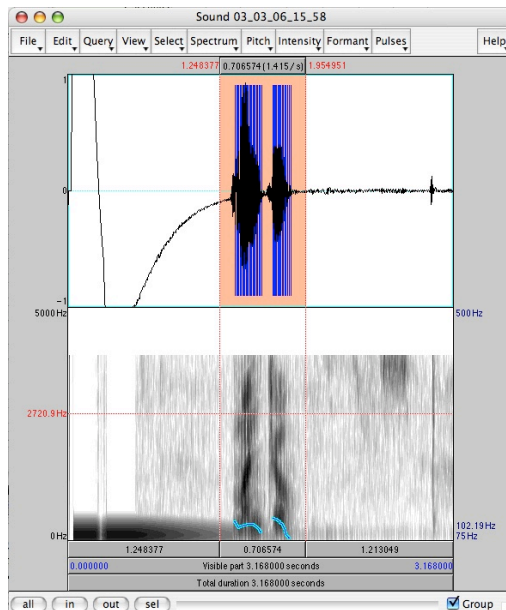 Sound 03_03_06_15_58
File Edit Query View Select Spectrum Pitch Intensity Formant Pulses Help
1.248377 0.706574 (1.415 / s) 1.954951
1
0
-1
5000 Hz 500 Hz
2720.9 Hz
102.19 Hz
0 Hz 75 Hz
1.248377 0.706574 1.213049
0.000000 Visible part 3.168000 seconds 3.168000
Total duration 3.168000 seconds
all in out sel Group